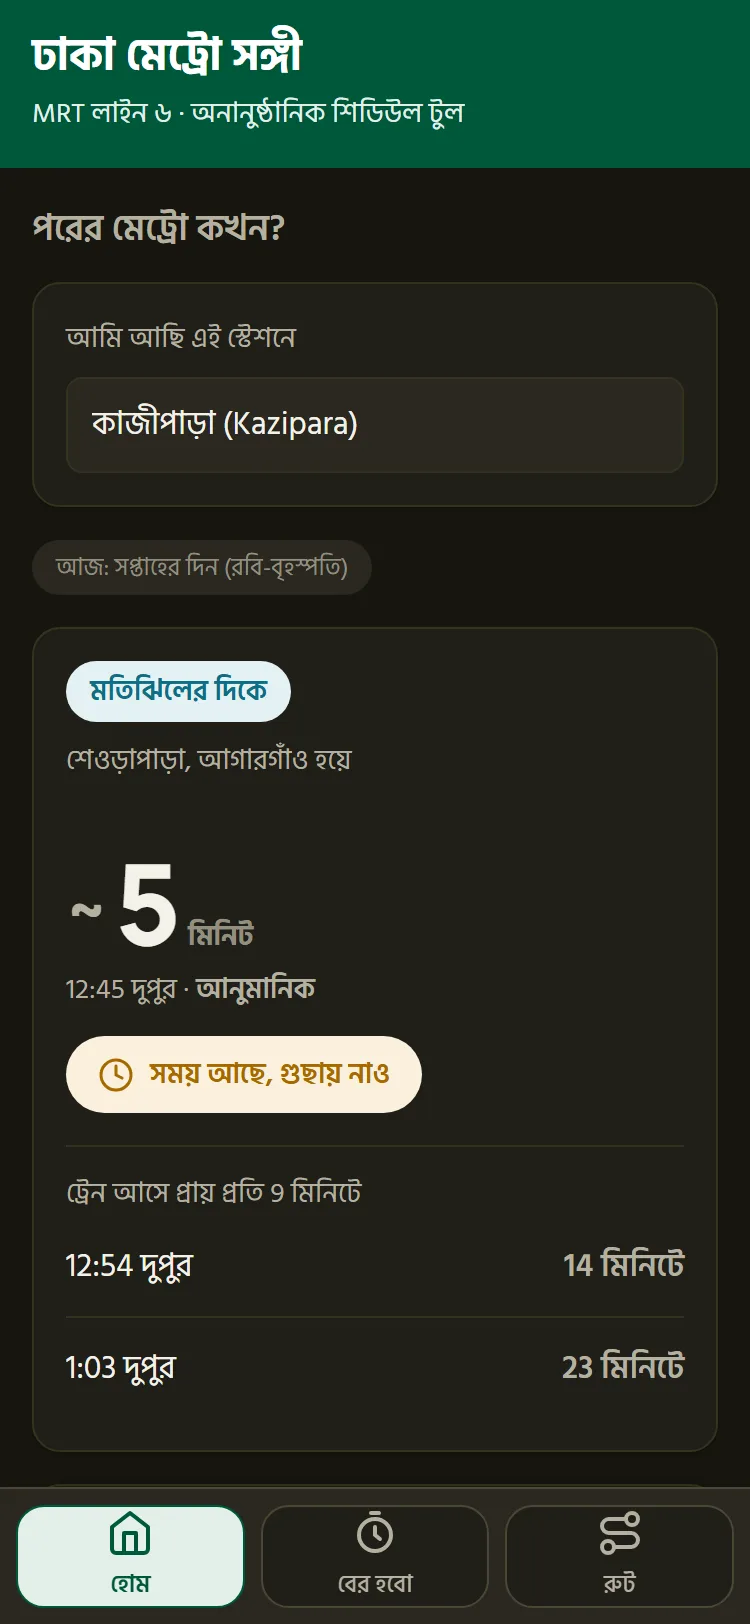 ঢাকা মেট্রো সঙ্গী
MRT লাইন ৬ · অনানুষ্ঠানিক শিডিউল টুল
পরের মেট্রো কখন?
আমি আছি এই স্টেশনে
কাজীপাড়া (Kazipara)
আজ: সপ্তাহের দিন (রবি-বৃহস্পতি)
মতিঝিলের দিকে
শেওড়াপাড়া, আগারগাঁও হয়ে
~ 5 মিনিট
12:45 দুপুর · আনুমানিক
সময় আছে, গুছায় নাও
ট্রেন আসে প্রায় প্রতি 9 মিনিটে
12:54 দুপুর 14 মিনিটে
1:03 দুপুর 23 মিনিটে
হোম বের হবো রুট